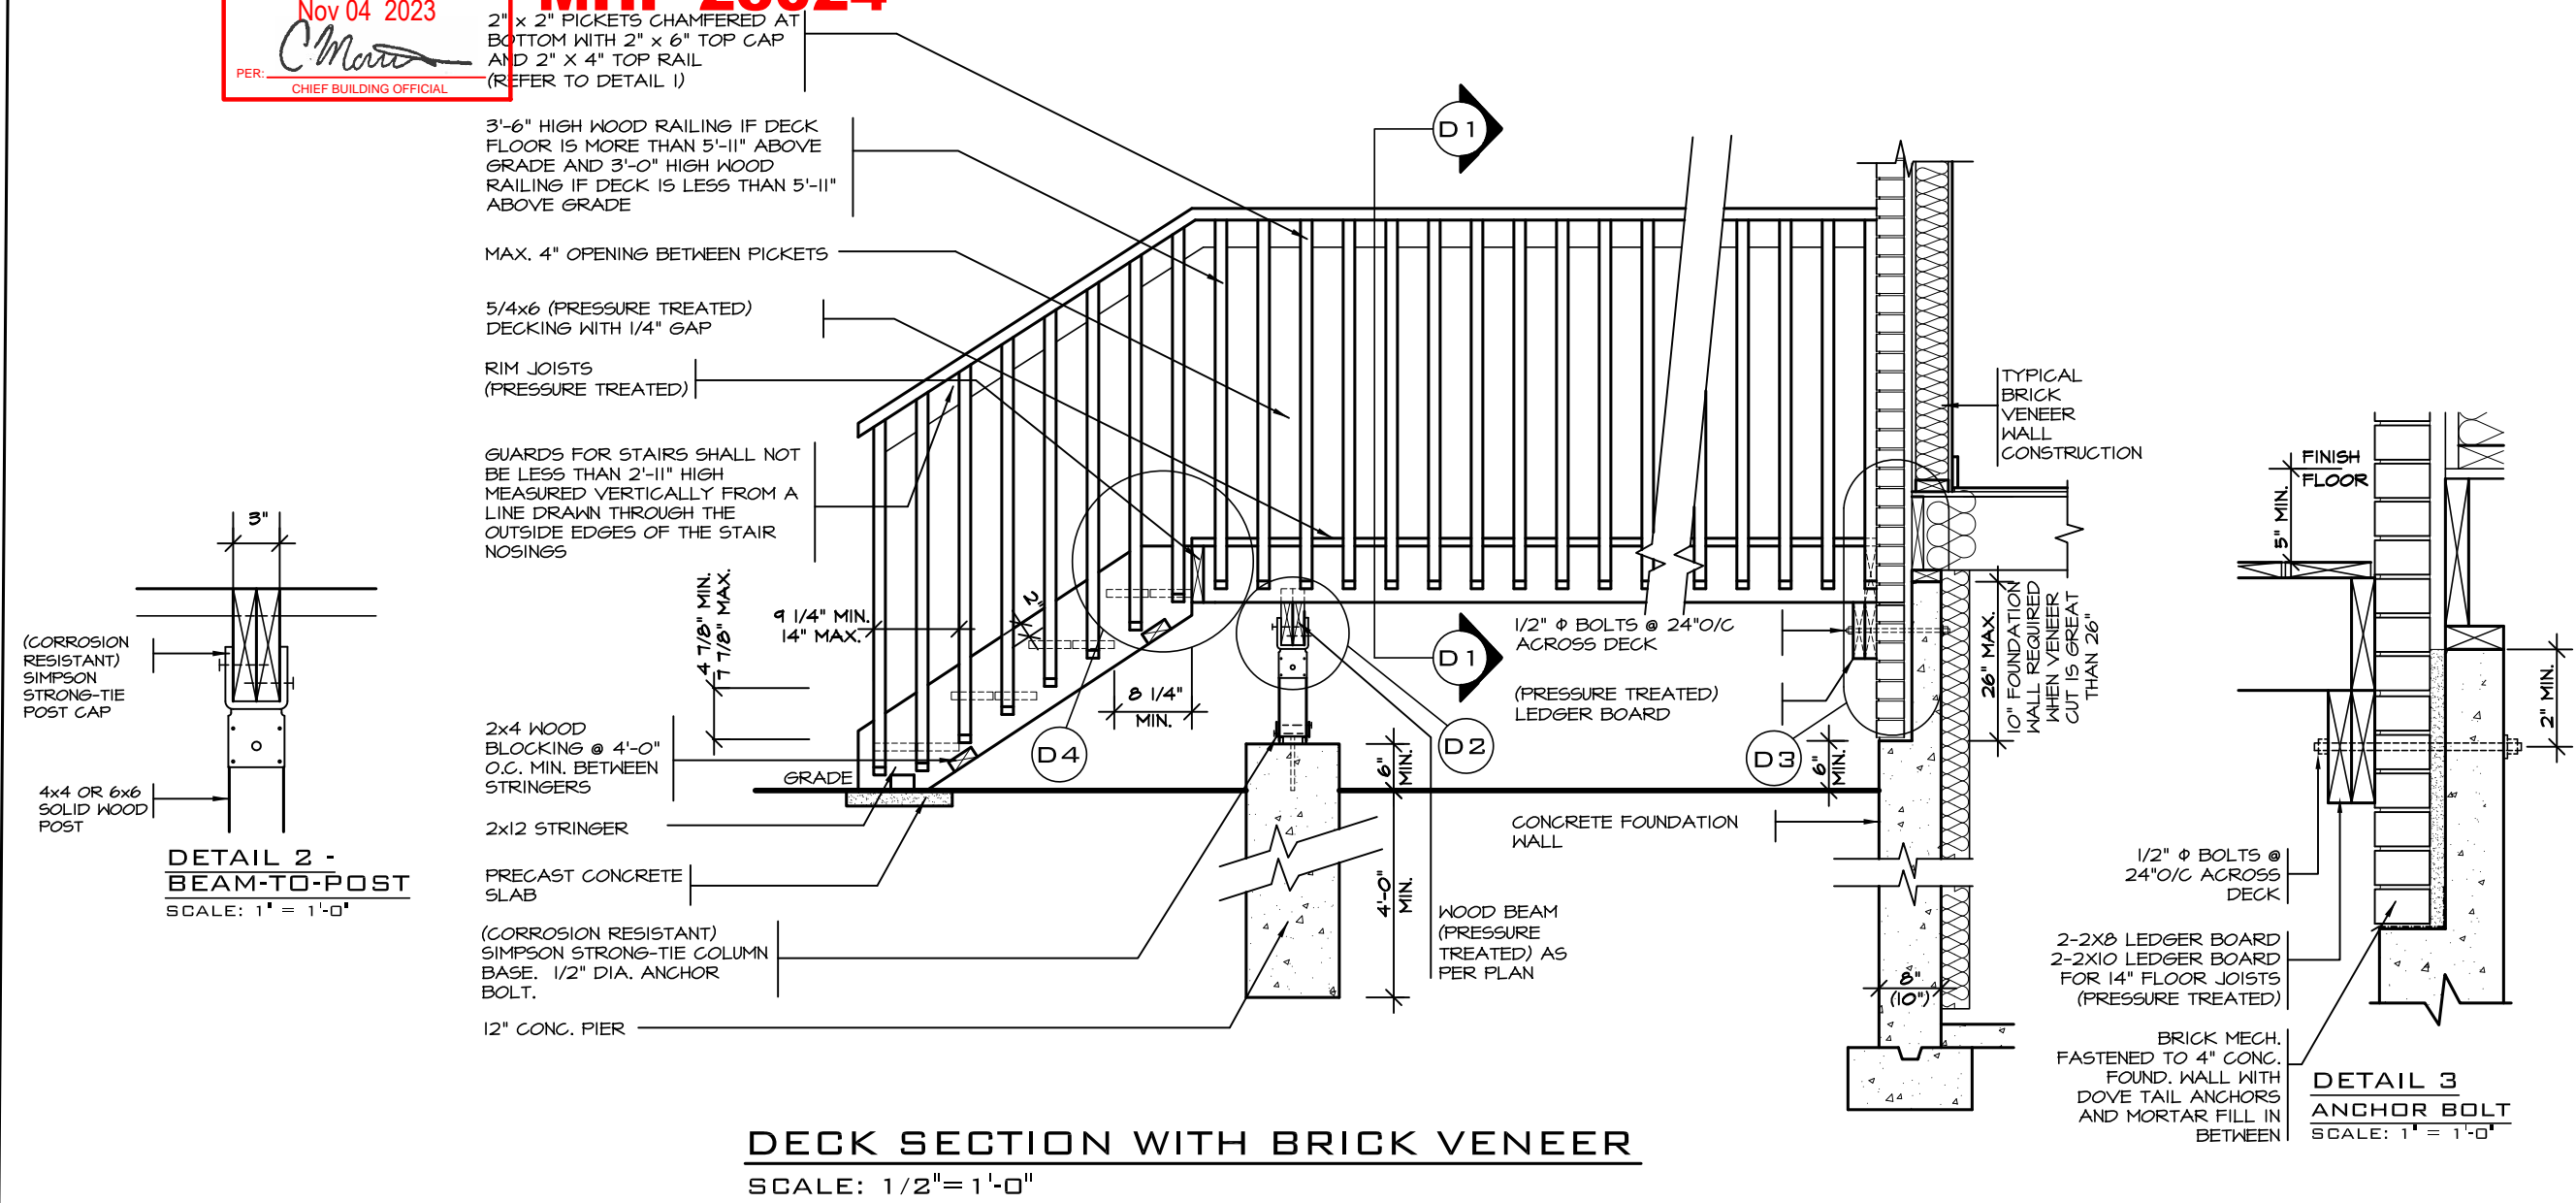 Nov 04 2023
PER:
CHIEF BUILDING OFFICIAL
2" x 2" PICKETS CHAMFERED AT
BOTTOM WITH 2" x 6" TOP CAP
AND 2" X 4" TOP RAIL
(REFER TO DETAIL 1)
3'-6" HIGH WOOD RAILING IF DECK
FLOOR IS MORE THAN 5'-11" ABOVE
GRADE AND 3'-0" HIGH WOOD
RAILING IF DECK IS LESS THAN 5'-11"
ABOVE GRADE
MAX. 4" OPENING BETWEEN PICKETS
5/4x6 (PRESSURE TREATED)
DECKING WITH 1/4" GAP
RIM JOISTS
(PRESSURE TREATED)
GUARDS FOR STAIRS SHALL NOT
BE LESS THAN 2'-11" HIGH
MEASURED VERTICALLY FROM A
LINE DRAWN THROUGH THE
OUTSIDE EDGES OF THE STAIR
NOSINGS
4 7/8" MIN.
7 7/8" MAX.
9 1/4" MIN.
14" MAX.
2"
8 1/4"
MIN.
2x4 WOOD
BLOCKING @ 4'-0"
O.C. MIN. BETWEEN
STRINGERS
GRADE
2x12 STRINGER
PRECAST CONCRETE
SLAB
(CORROSION RESISTANT)
SIMPSON STRONG-TIE COLUMN
BASE. 1/2" DIA. ANCHOR
BOLT.
12" CONC. PIER
D4
D1
D1
D2
D3
1/2" Φ BOLTS @ 24"O/C
ACROSS DECK
(PRESSURE TREATED)
LEDGER BOARD
6"
MIN.
4'-0"
MIN.
6"
MIN.
WOOD BEAM
(PRESSURE
TREATED) AS
PER PLAN
CONCRETE FOUNDATION
WALL
8"
(10")
TYPICAL
BRICK
VENEER
WALL
CONSTRUCTION
26" MAX.
10" FOUNDATION
WALL REQUIRED
WHEN VENEER
CUT IS GREAT
THAN 26"
3"
(CORROSION
RESISTANT)
SIMPSON
STRONG-TIE
POST CAP
4x4 OR 6x6
SOLID WOOD
POST
DETAIL 2 -
BEAM-TO-POST
SCALE: 1" = 1'-0"
FINISH
FLOOR
5" MIN.
2" MIN.
1/2" Φ BOLTS @
24"O/C ACROSS
DECK
2-2X8 LEDGER BOARD
2-2X10 LEDGER BOARD
FOR 14" FLOOR JOISTS
(PRESSURE TREATED)
BRICK MECH.
FASTENED TO 4" CONC.
FOUND. WALL WITH
DOVE TAIL ANCHORS
AND MORTAR FILL IN
BETWEEN
DETAIL 3
ANCHOR BOLT
SCALE: 1" = 1'-0"
DECK SECTION WITH BRICK VENEER
SCALE: 1/2"=1'-0"